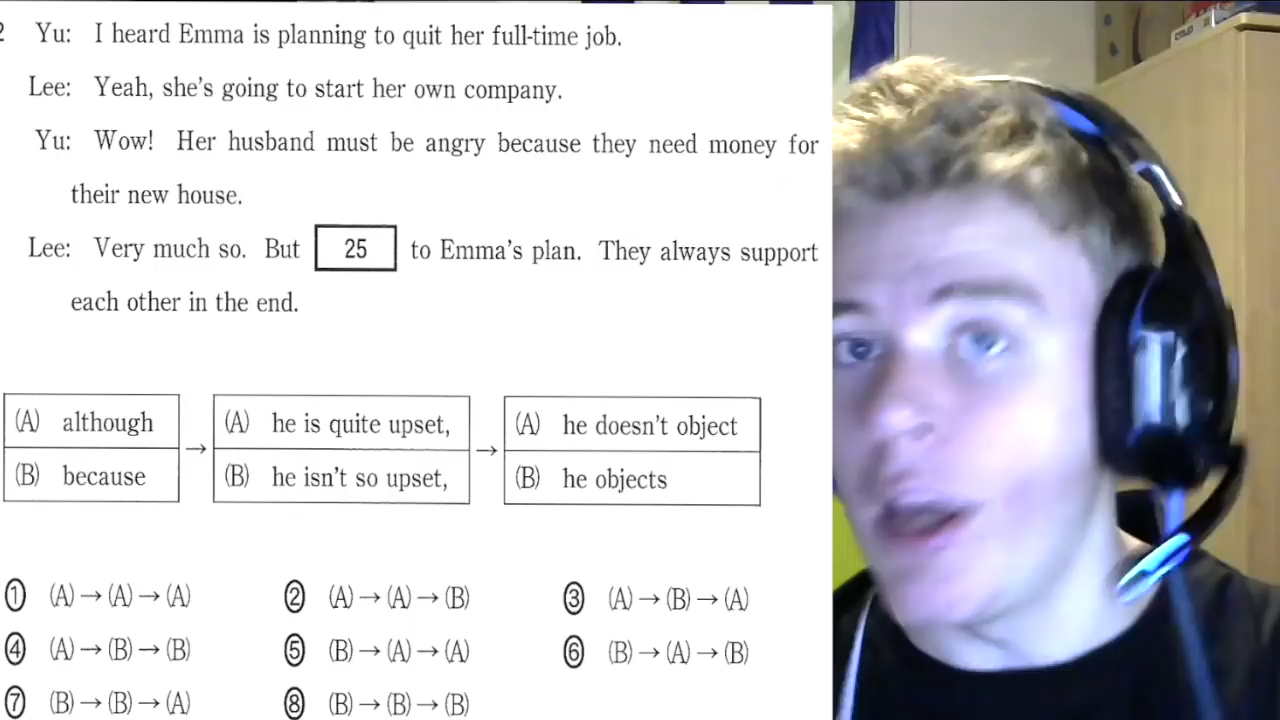 2 Yu: I heard Emma is planning to quit her full-time job.
Lee: Yeah, she's going to start her own company.
Yu: Wow! Her husband must be angry because they need money for
their new house.
Lee: Very much so. But 25 to Emma's plan. They always support
each other in the end.
(A) although → (A) he is quite upset, → (A) he doesn't object
(B) because (B) he isn't so upset, (B) he objects
① (A) → (A) → (A) ② (A) → (A) → (B) ③ (A) → (B) → (A)
④ (A) → (B) → (B) ⑤ (B) → (A) → (A) ⑥ (B) → (A) → (B)
⑦ (B) → (B) → (A) ⑧ (B) → (B) → (B)